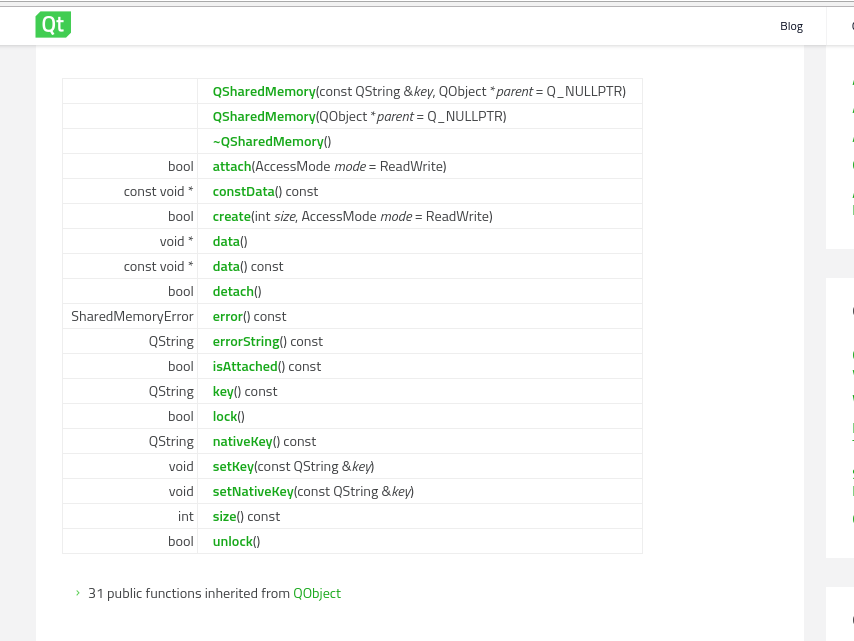 Qt Blog
QSharedMemory(const QString &key, QObject *parent = Q_NULLPTR)
QSharedMemory(QObject *parent = Q_NULLPTR)
~QSharedMemory()
bool attach(AccessMode mode = ReadWrite)
const void * constData() const
bool create(int size, AccessMode mode = ReadWrite)
void * data()
const void * data() const
bool detach()
SharedMemoryError error() const
QString errorString() const
bool isAttached() const
QString key() const
bool lock()
QString nativeKey() const
void setKey(const QString &key)
void setNativeKey(const QString &key)
int size() const
bool unlock()
› 31 public functions inherited from QObject